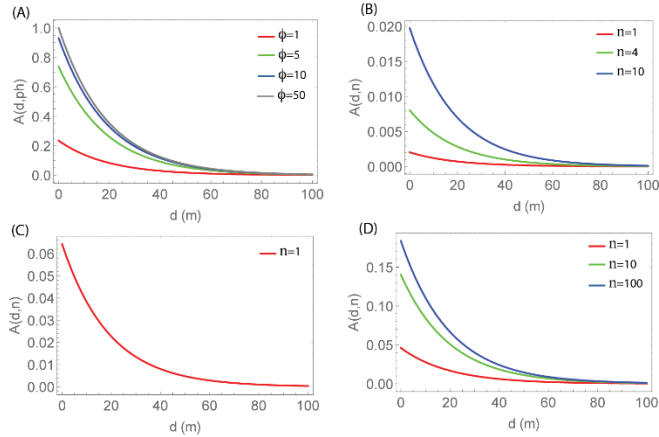 (A)
A(d,ph)
1.0
0.8
0.6
0.4
0.2
0.0
ϕ=1
ϕ=5
ϕ=10
ϕ=50
0 20 40 60 80 100
d (m)
(B)
A(d,n)
0.020
0.015
0.010
0.005
0.000
n=1
n=4
n=10
0 20 40 60 80 100
d (m)
(C)
A(d,n)
0.06
0.05
0.04
0.03
0.02
0.01
0.00
n=1
0 20 40 60 80 100
d (m)
(D)
A(d,n)
0.15
0.10
0.05
0.00
n=1
n=10
n=100
0 20 40 60 80 100
d (m)